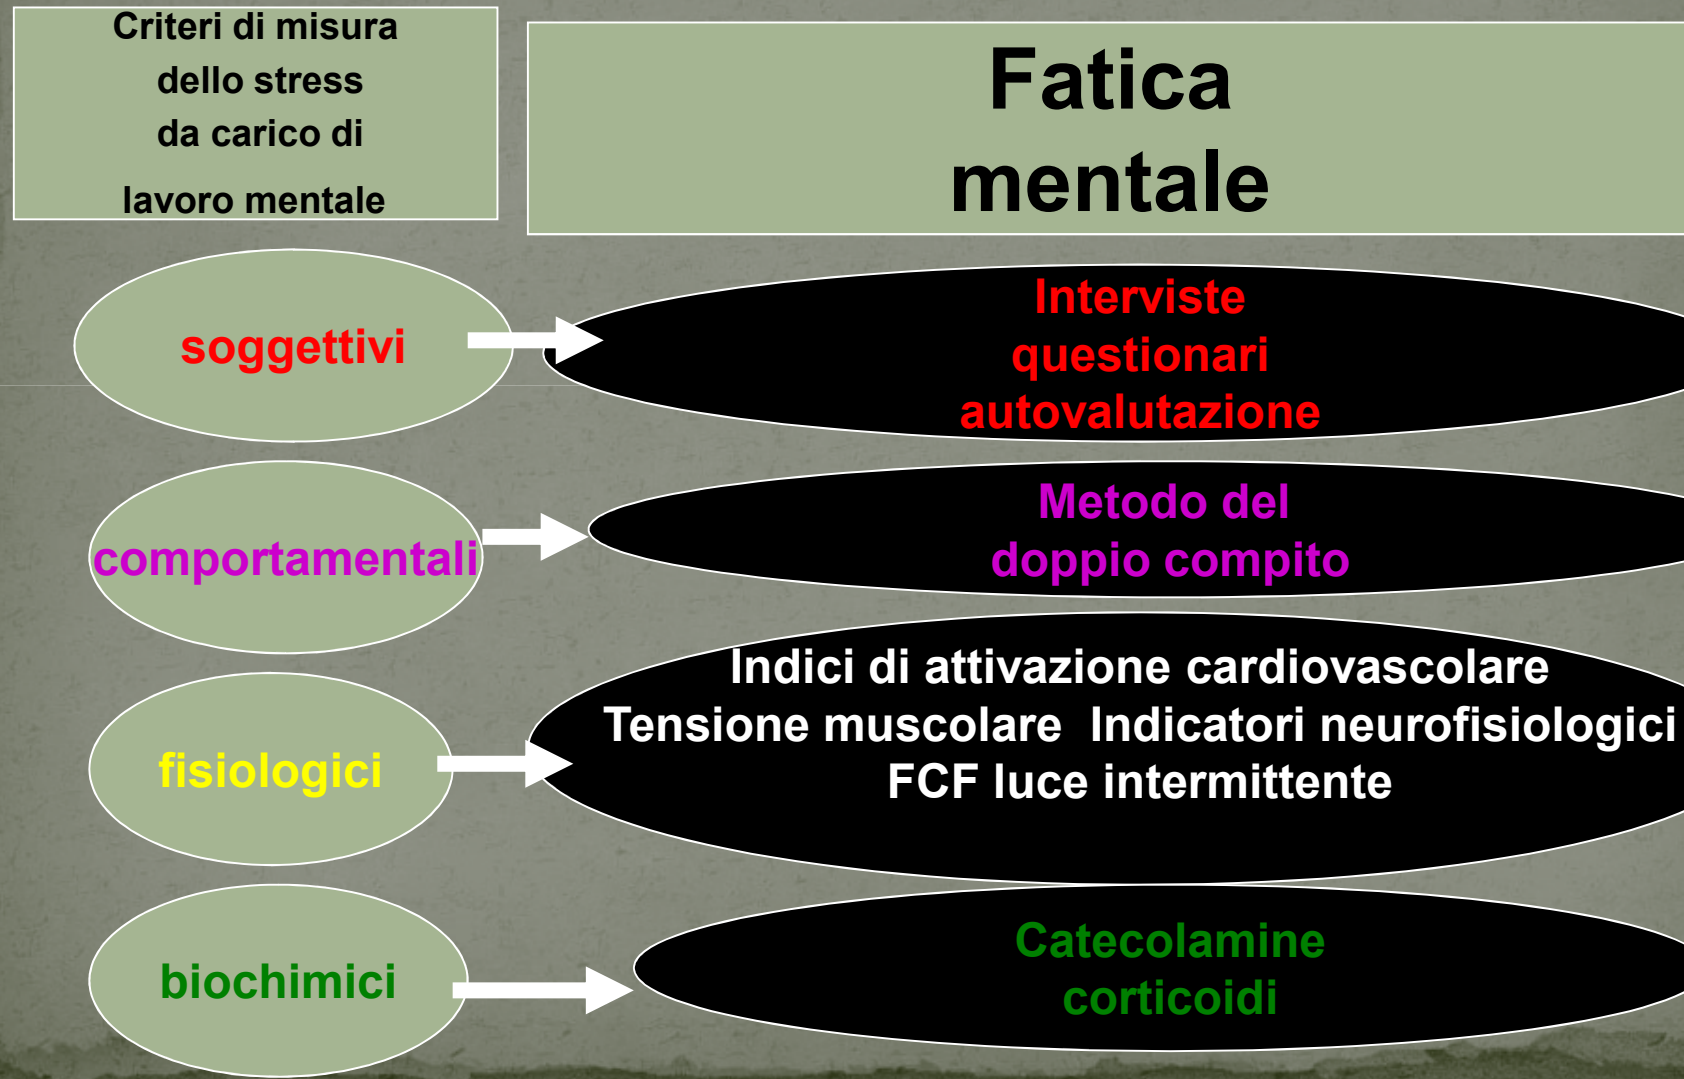 Criteri di misura
dello stress
da carico di
lavoro mentale
Fatica
mentale
soggettivi
Interviste
questionari
autovalutazione
comportamentali
Metodo del
doppio compito
fisiologici
Indici di attivazione cardiovascolare
Tensione muscolare Indicatori neurofisiologici
FCF luce intermittente
biochimici
Catecolamine
corticoidi